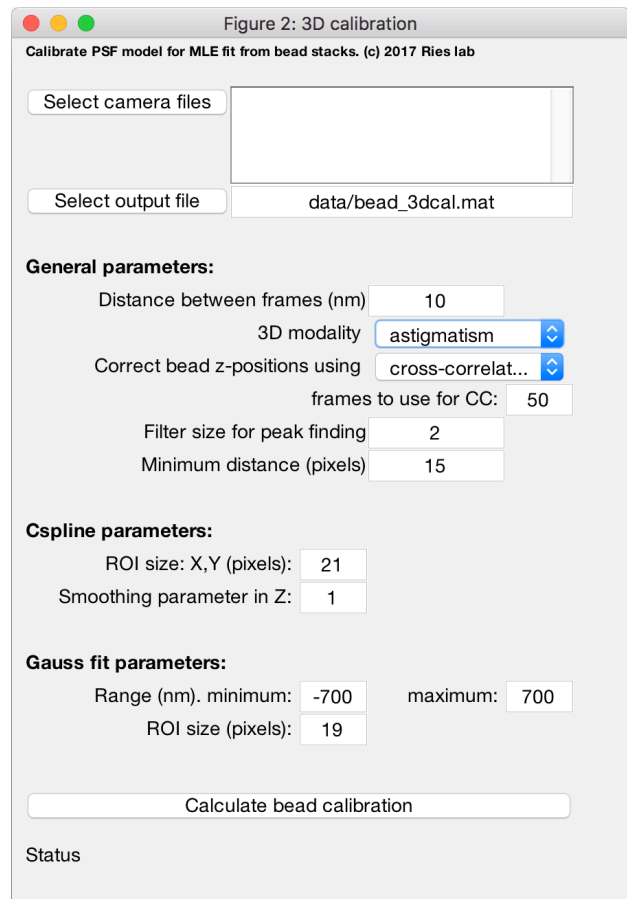 Figure 2: 3D calibration
Calibrate PSF model for MLE fit from bead stacks. (c) 2017 Ries lab
Select camera files
Select output file data/bead_3dcal.mat
General parameters:
Distance between frames (nm) 10
3D modality astigmatism
Correct bead z-positions using cross-correlat...
frames to use for CC: 50
Filter size for peak finding 2
Minimum distance (pixels) 15
Cspline parameters:
ROI size: X,Y (pixels): 21
Smoothing parameter in Z: 1
Gauss fit parameters:
Range (nm). minimum: -700 maximum: 700
ROI size (pixels): 19
Calculate bead calibration
Status